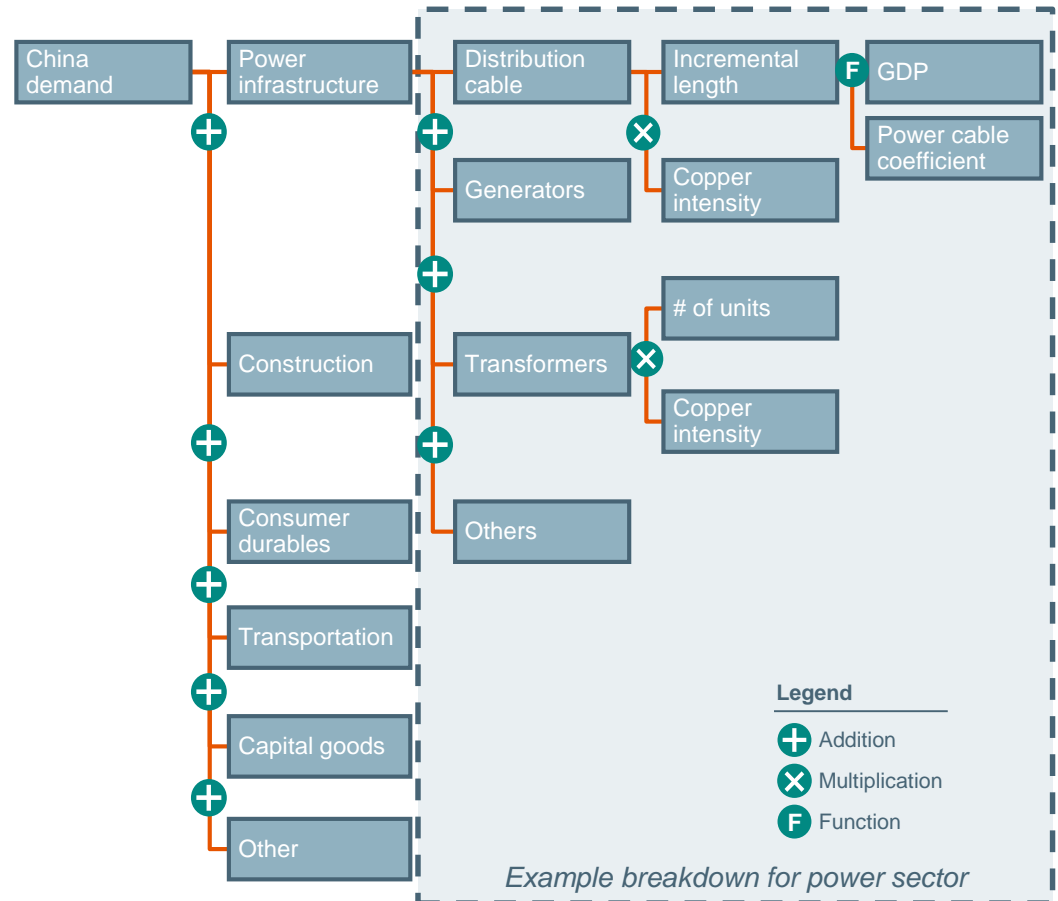 China
demand
Power
infrastructure
Distribution
cable
Incremental
length
F
GDP
Power cable
coefficient
Generators
Copper
intensity
# of units
Construction
Transformers
Copper
intensity
Consumer
durables
Others
Transportation
Capital goods
Other
Legend
Addition
Multiplication
F
Function
Example breakdown for power sector